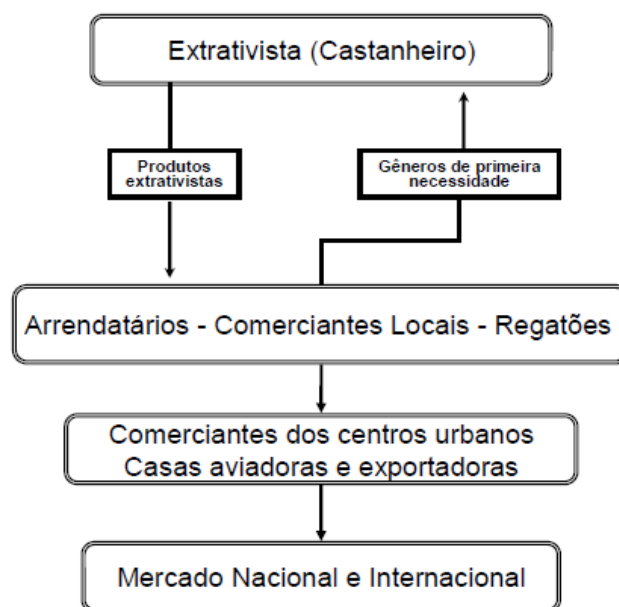 Extrativista (Castanheiro)
Produtos
extrativistas
Gêneros de primeira
necessidade
Arrendatários - Comerciantes Locais - Regatões
Comerciantes dos centros urbanos
Casas aviadoras e exportadoras
Mercado Nacional e Internacional